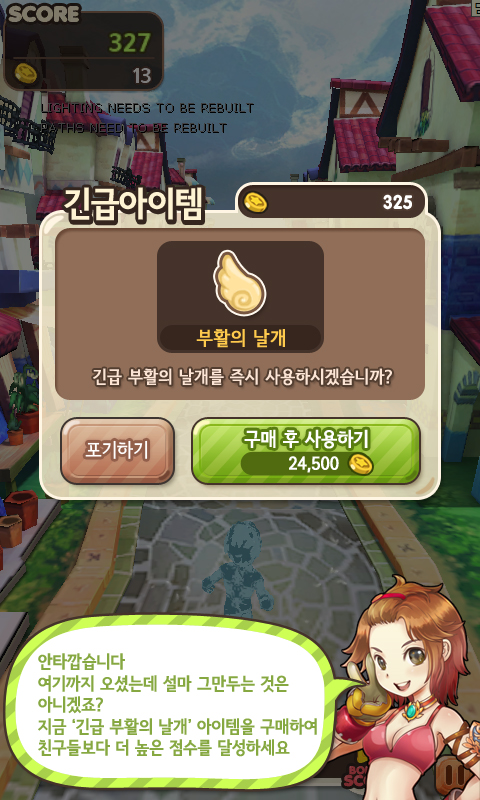 SCORE
327
13
LIGHTING NEEDS TO BE REBUILT
PATHS NEED TO BE REBUILT
긴급아이템
325
부활의 날개
긴급 부활의 날개를 즉시 사용하시겠습니까?
포기하기
구매 후 사용하기
24,500
안타깝습니다
여기까지 오셨는데 설마 그만두는 것은
아니겠죠?
지금 '긴급 부활의 날개' 아이템을 구매하여
친구들보다 더 높은 점수를 달성하세요